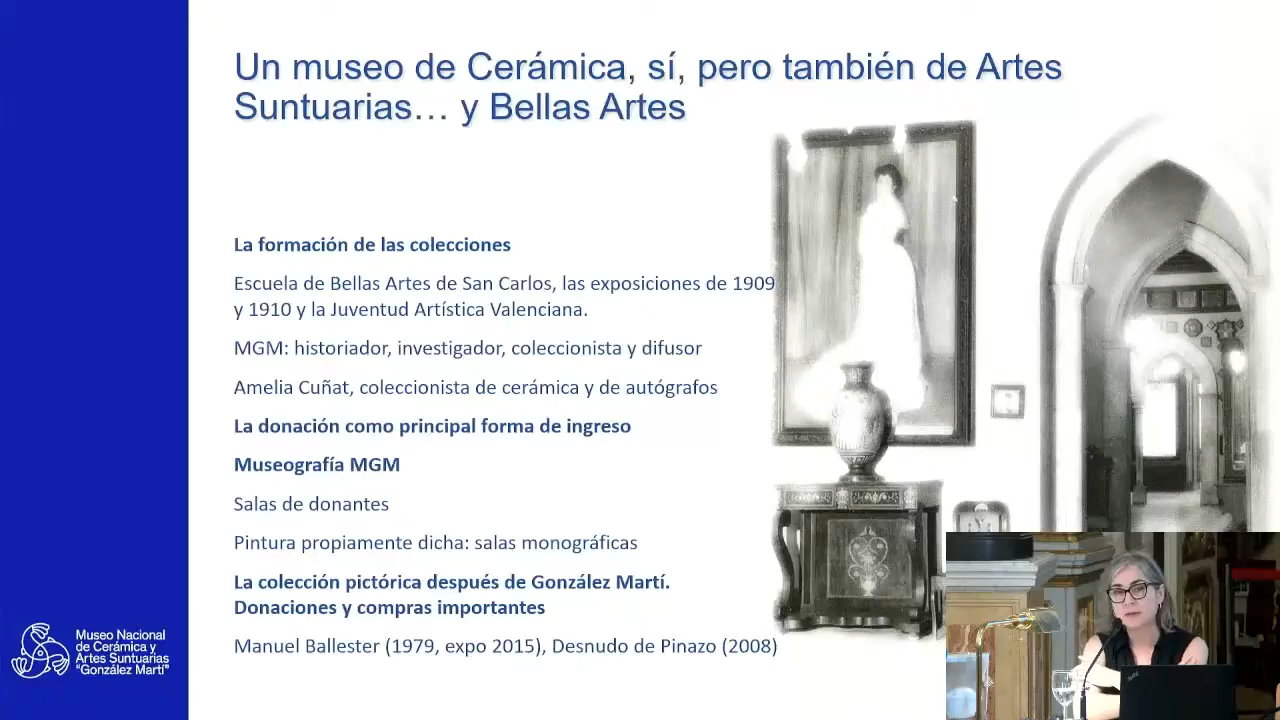 Un museo de Cerámica, sí, pero también de Artes
Suntuarias… y Bellas Artes
La formación de las colecciones
Escuela de Bellas Artes de San Carlos, las exposiciones de 1909
y 1910 y la Juventud Artística Valenciana.
MGM: historiador, investigador, coleccionista y difusor
Amelia Cuñat, coleccionista de cerámica y de autógrafos
La donación como principal forma de ingreso
Museografía MGM
Salas de donantes
Pintura propiamente dicha: salas monográficas
La colección pictórica después de González Martí.
Donaciones y compras importantes
Manuel Ballester (1979, expo 2015), Desnudo de Pinazo (2008)
Museo Nacional
de Cerámica y
Artes Suntuarias
“González Martí”